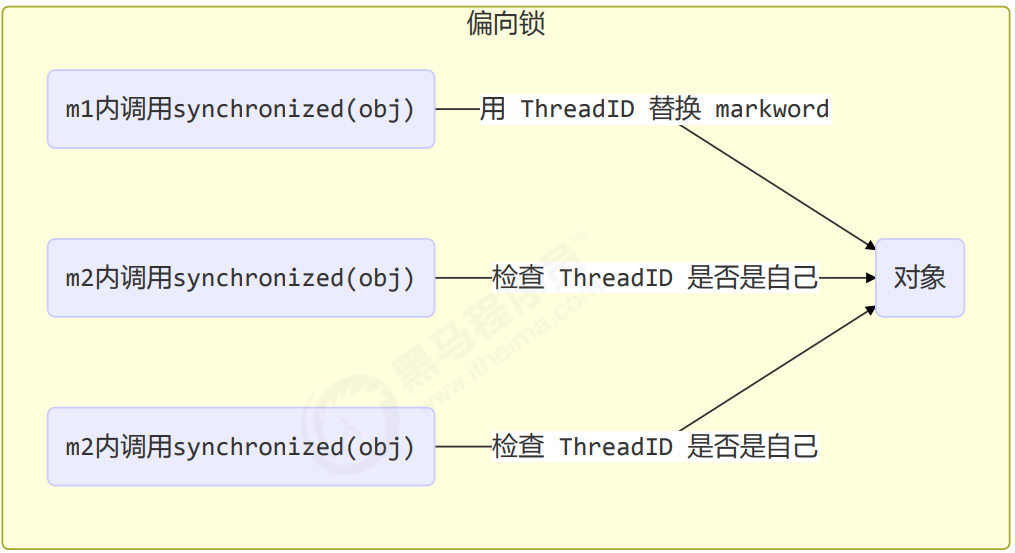 偏向锁
m1内调用synchronized(obj)
用 ThreadID 替换 markword
m2内调用synchronized(obj)
检查 ThreadID 是否是自己
对象
m2内调用synchronized(obj)
检查 ThreadID 是否是自己
黑马程序员™
www.itheima.com